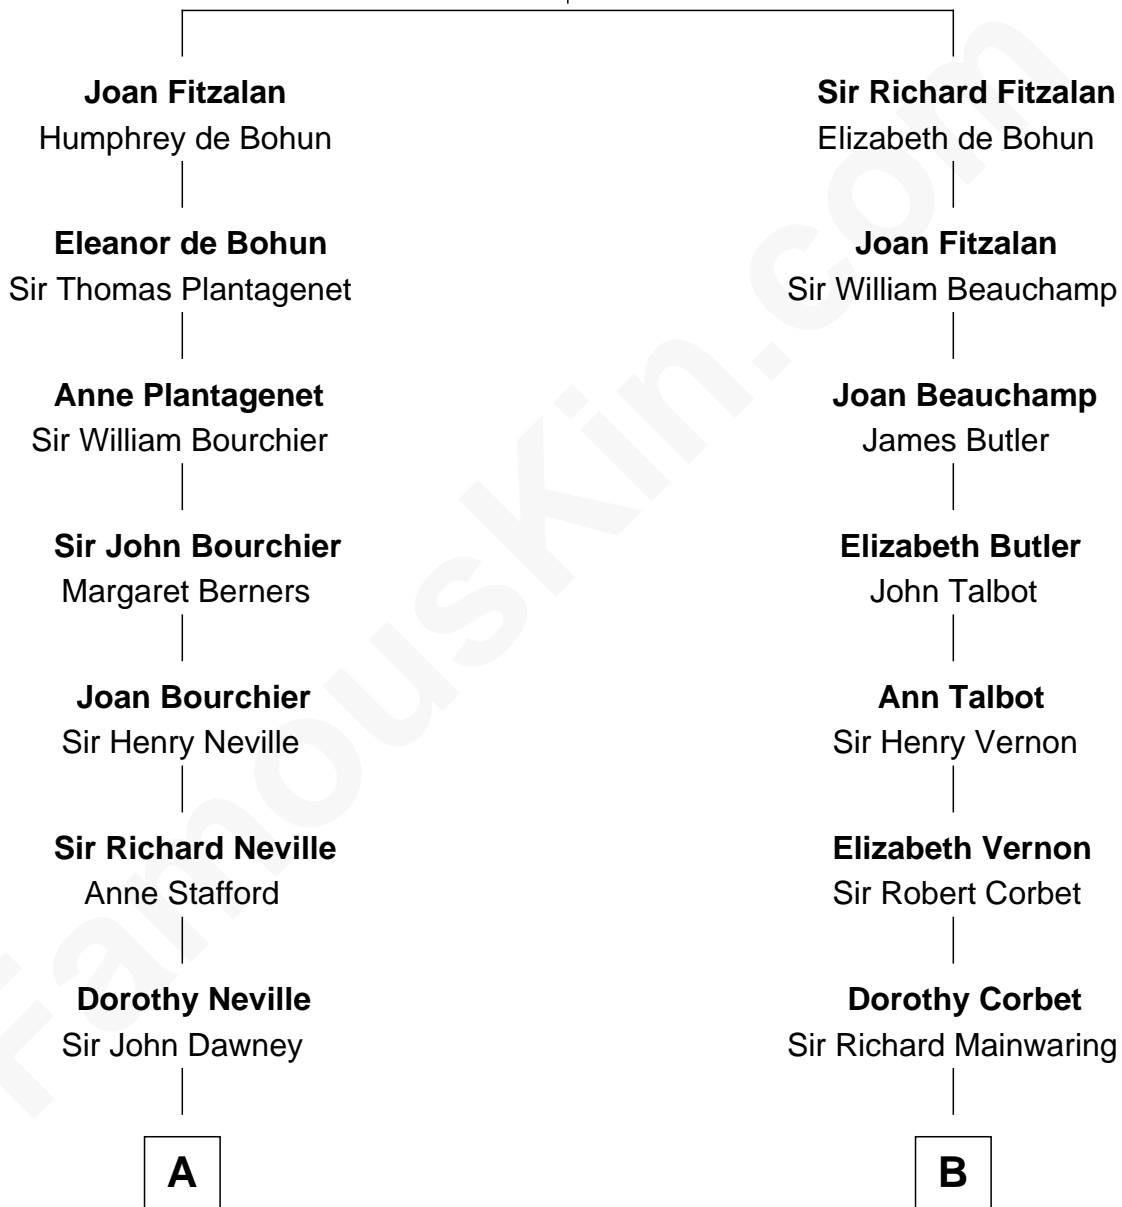 Joan Fitzalan
Humphrey de Bohun
Eleanor de Bohun
Sir Thomas Plantagenet
Anne Plantagenet
Sir William Bourchier
Sir John Bourchier
Margaret Berners
Joan Bourchier
Sir Henry Neville
Sir Richard Neville
Anne Stafford
Dorothy Neville
Sir John Dawney
A
Sir Richard Fitzalan
Elizabeth de Bohun
Joan Fitzalan
Sir William Beauchamp
Joan Beauchamp
James Butler
Elizabeth Butler
John Talbot
Ann Talbot
Sir Henry Vernon
Elizabeth Vernon
Sir Robert Corbet
Dorothy Corbet
Sir Richard Mainwaring
B
FamousKin.com